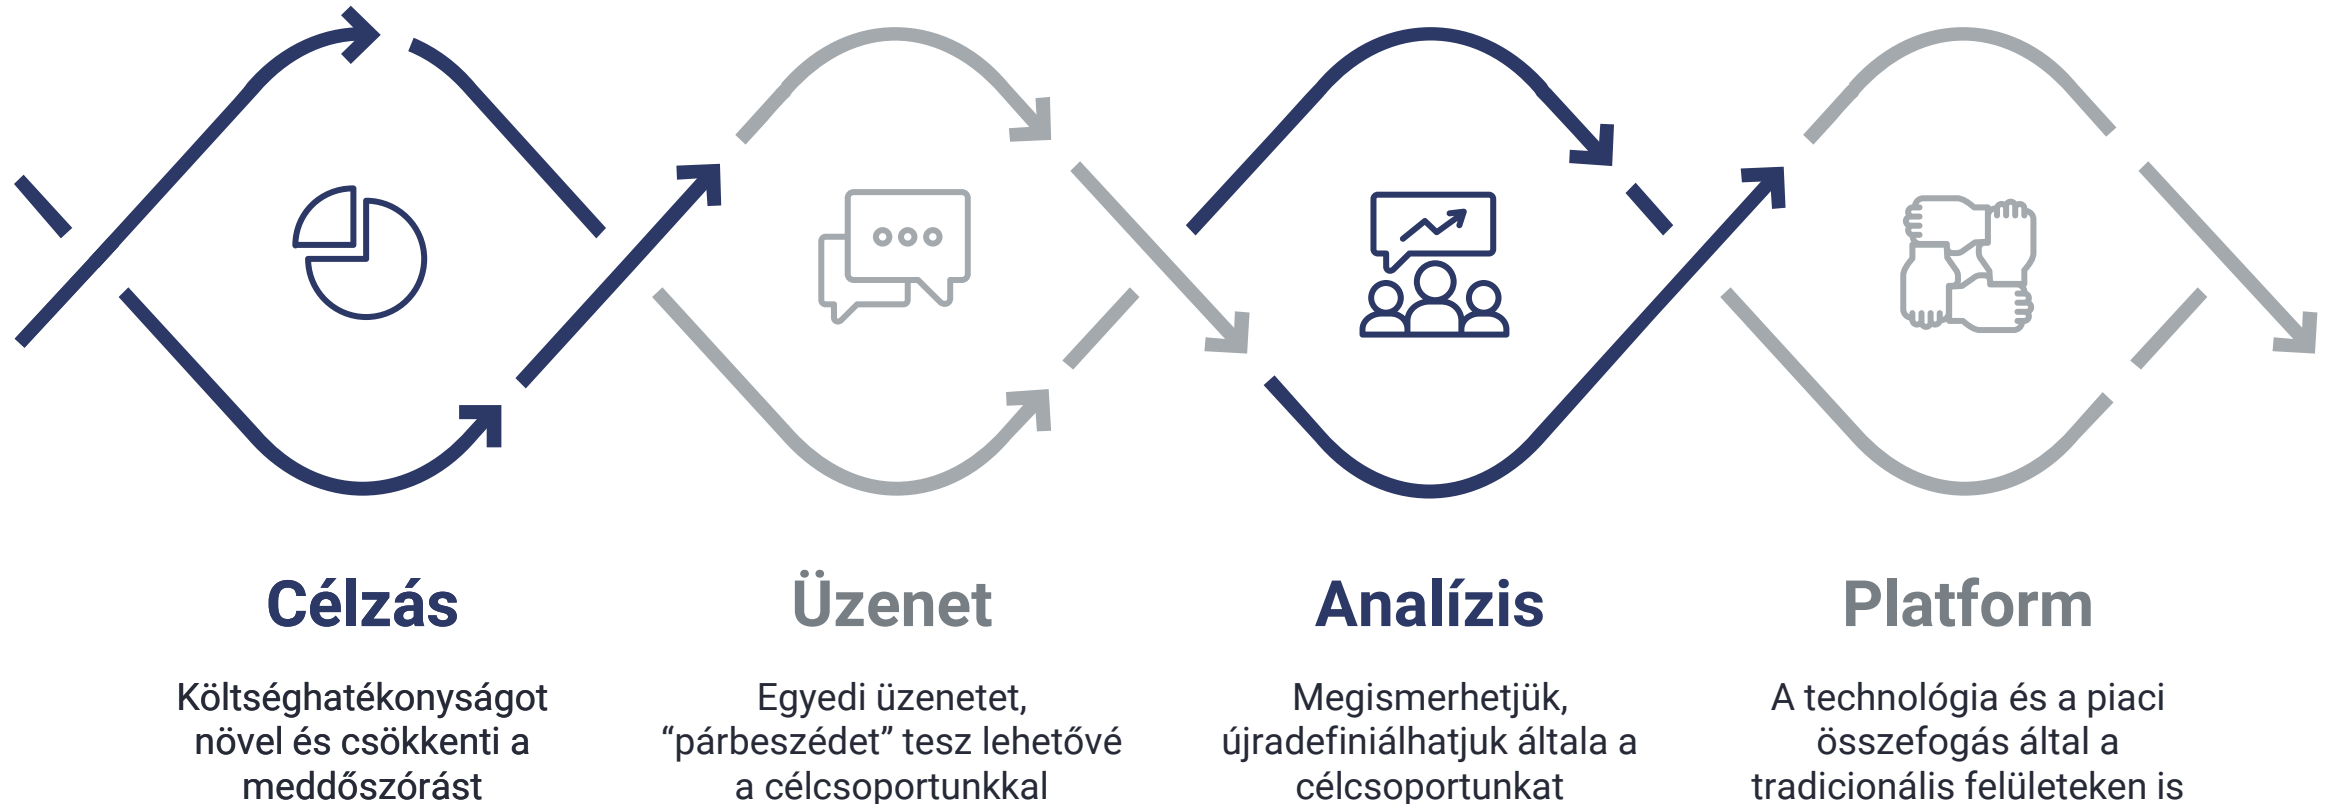 Célzás
Költséghatékonyságot
növel és csökkenti a
meddőszórást
Üzenet
Egyedi üzenetet,
“párbeszédet” tesz lehetővé
a célcsoportunkkal
Analízis
Megismerhetjük,
újradefiniálhatjuk általa a
célcsoportunkat
Platform
A technológia és a piaci
összefogás által a
tradicionális felületeken is